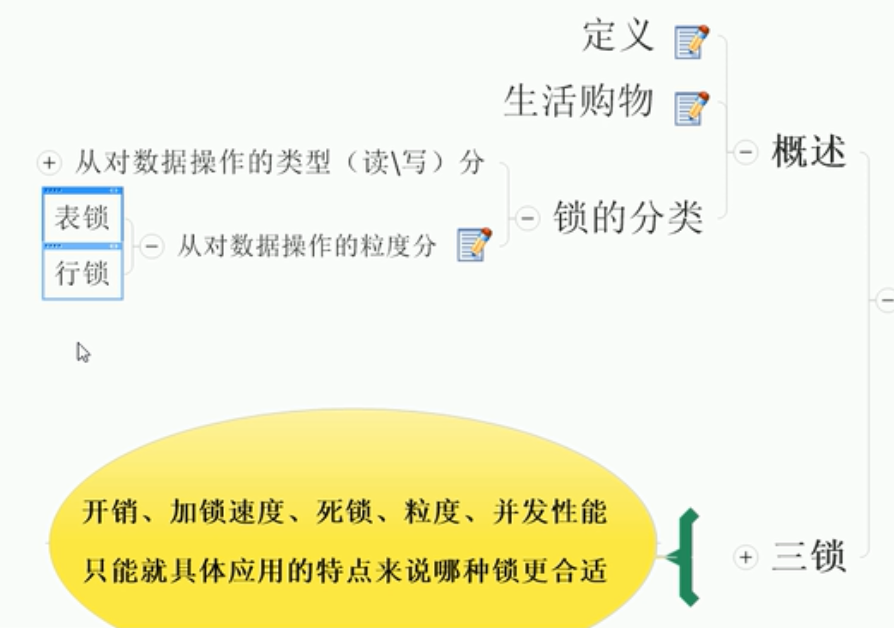 定义
生活购物
概述
从对数据操作的类型（读\写）分
锁的分类
表锁
从对数据操作的粒度分
行锁
开销、加锁速度、死锁、粒度、并发性能
只能就具体应用的特点来说哪种锁更合适
三锁